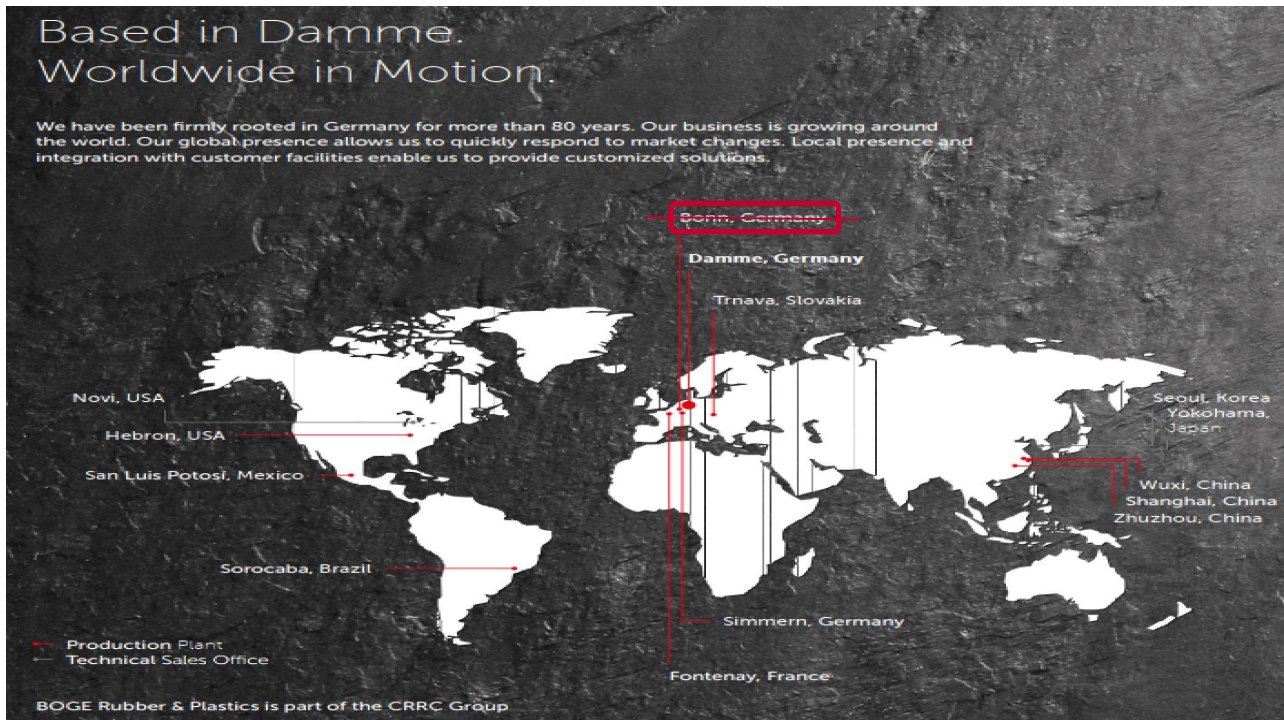 Based in Damme.
Worldwide in Motion.
We have been firmly rooted in Germany for more than 80 years. Our business is growing around
the world. Our global presence allows us to quickly respond to market changes. Local presence and
integration with customer facilities enable us to provide customized solutions.
Bonn, Germany
Damme, Germany
Trnava, Slovakia
Novi, USA
Hebron, USA
San Luis Potosí, Mexico
Sorocaba, Brazil
Seoul, Korea
Yokohama,
Japan
Wuxi, China
Shanghai, China
Zhuzhou, China
Simmern, Germany
Fontenay, France
Production Plant
Technical Sales Office
BOGE Rubber & Plastics is part of the CRRC Group